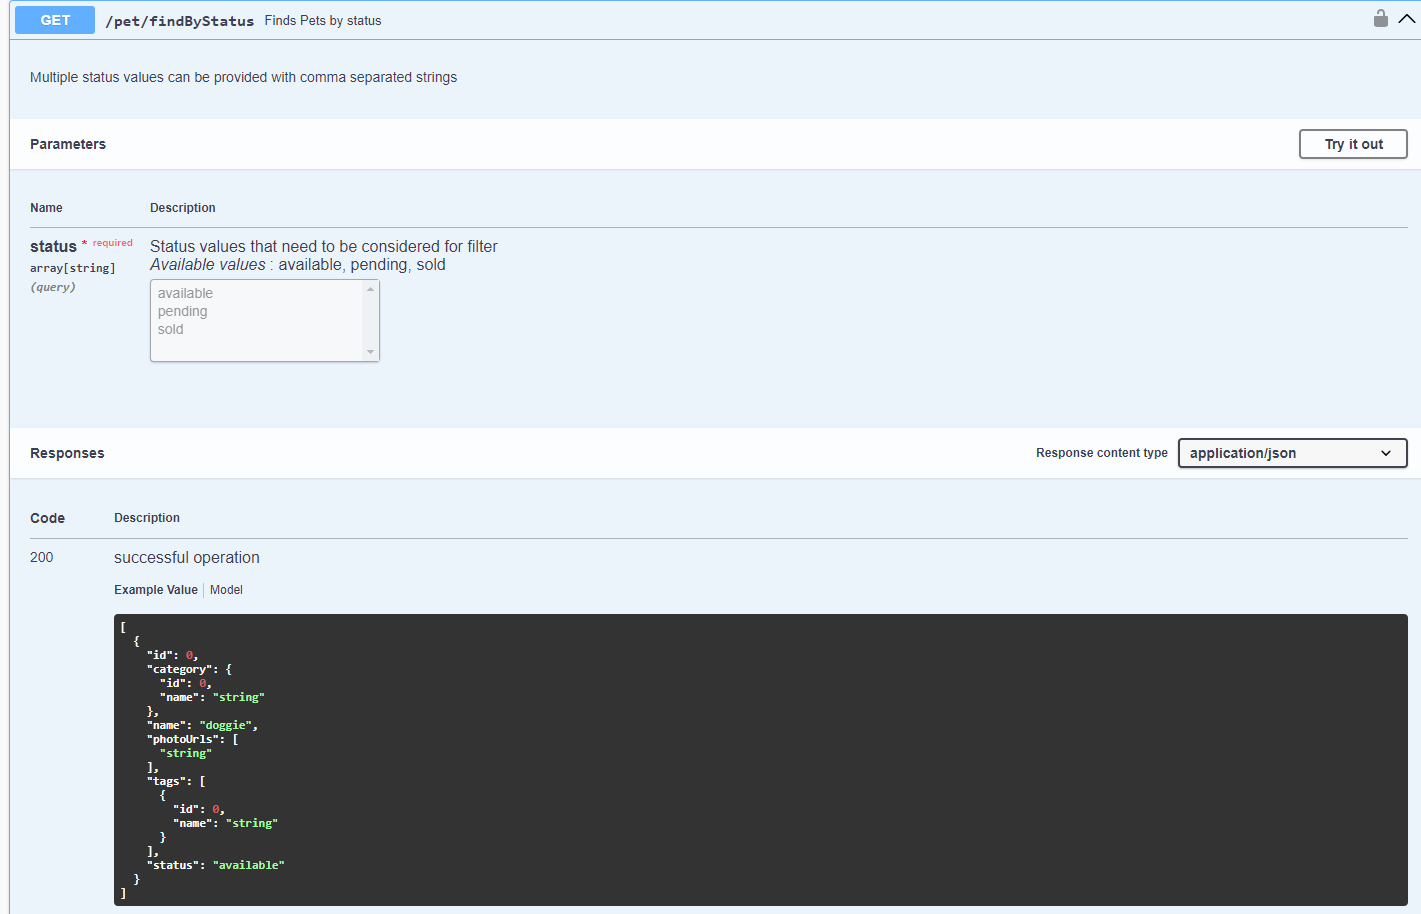 GET /pet/findByStatus Finds Pets by status
Multiple status values can be provided with comma separated strings
Parameters
Try it out
Name Description
status * required
array[string]
(query)
Status values that need to be considered for filter
Available values : available, pending, sold
available
pending
sold
Responses
Response content type application/json
Code Description
200 successful operation
Example Value Model
[
  {
    "id": 0,
    "category": {
      "id": 0,
      "name": "string"
    },
    "name": "doggie",
    "photoUrls": [
      "string"
    ],
    "tags": [
      {
        "id": 0,
        "name": "string"
      }
    ],
    "status": "available"
  }
]